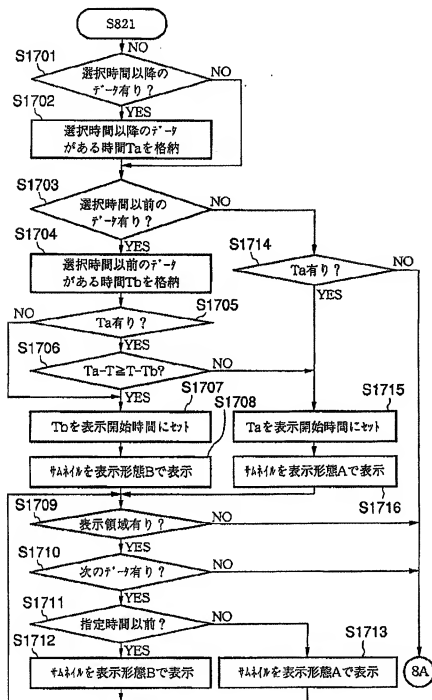 S821
NO
S1701
選択時間以降の
データ有り?
NO
YES
S1702
選択時間以降のデータ
がある時間Taを格納
S1703
選択時間以前の
データ有り?
NO
YES
S1704
選択時間以前のデータ
がある時間Tbを格納
S1714
Ta有り?
NO
YES
S1705
Ta有り?
NO
YES
S1706
Ta-T≧T-Tb?
NO
YES
S1707
Tbを表示開始時間にセット
S1715
Taを表示開始時間にセット
S1708
サムネイルを表示形態Bで表示
サムネイルを表示形態Aで表示
S1716
S1709
表示領域有り?
NO
YES
S1710
次のデータ有り?
NO
YES
S1711
指定時間以前?
NO
YES
S1712
サムネイルを表示形態Bで表示
S1713
サムネイルを表示形態Aで表示
8A